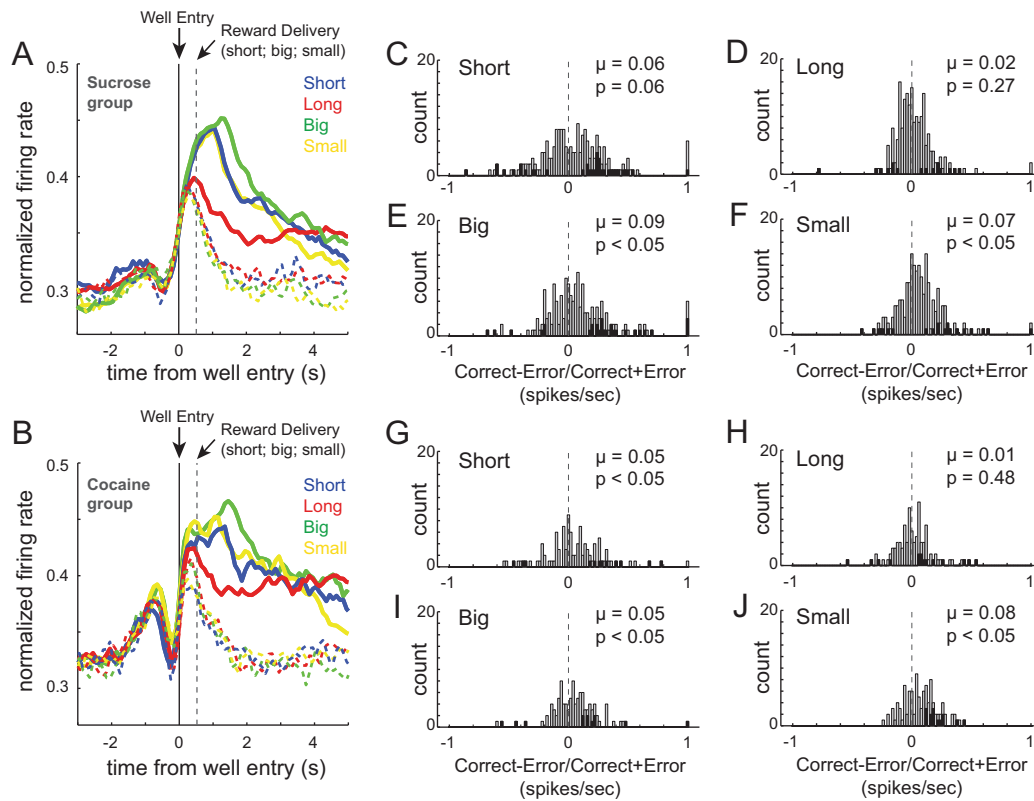 A
Well Entry
Reward Delivery
(short; big; small)
Sucrose
group
Short
Long
Big
Small
normalized firing rate
0.5
0.4
0.3
-2
0
2
4
time from well entry (s)
C
Short
μ = 0.06
p = 0.06
count
20
0
-1
0
1
D
Long
μ = 0.02
p = 0.27
count
20
0
-1
0
1
E
Big
μ = 0.09
p < 0.05
count
20
0
-1
0
1
Correct-Error/Correct+Error
(spikes/sec)
F
Small
μ = 0.07
p < 0.05
count
20
0
-1
0
1
Correct-Error/Correct+Error
(spikes/sec)
B
Well Entry
Reward Delivery
(short; big; small)
Cocaine
group
Short
Long
Big
Small
normalized firing rate
0.5
0.4
0.3
-2
0
2
4
time from well entry (s)
G
Short
μ = 0.05
p < 0.05
count
20
0
-1
0
1
H
Long
μ = 0.01
p = 0.48
count
20
0
-1
0
1
I
Big
μ = 0.05
p < 0.05
count
20
0
-1
0
1
Correct-Error/Correct+Error
(spikes/sec)
J
Small
μ = 0.08
p < 0.05
count
20
0
-1
0
1
Correct-Error/Correct+Error
(spikes/sec)